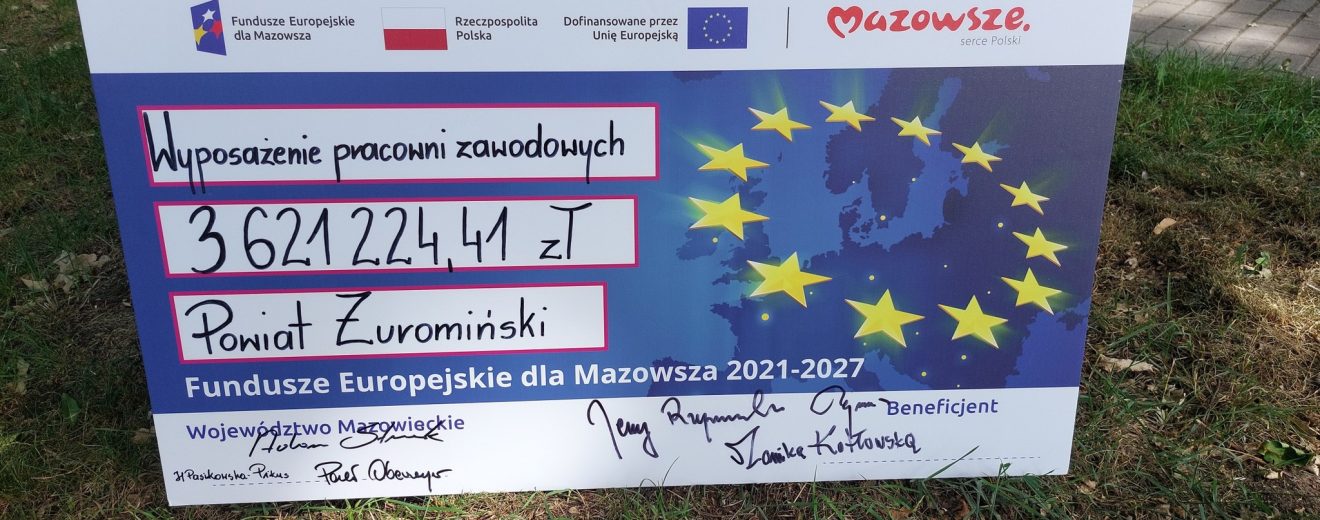 Fundusze Europejskie
dla Mazowsza
Rzeczpospolita
Polska
Dofinansowane przez
Unię Europejską
Mazowsze.
serce Polski
Wyposażenie pracowni zawodowych
3 621 224,41 zł
Powiat Żuromiński
Fundusze Europejskie dla Mazowsza 2021-2027
Województwo Mazowieckie
Beneficjent